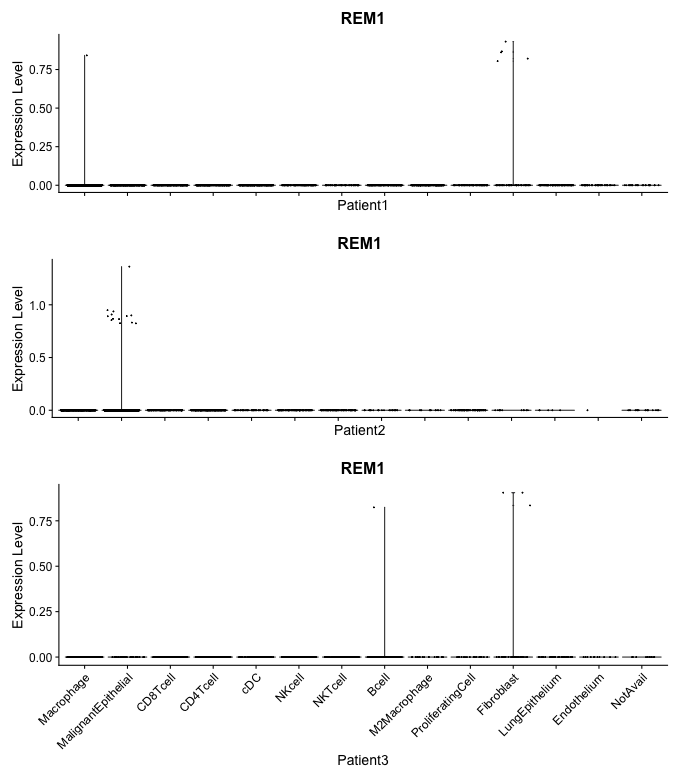 REM1
Expression Level
0.75
0.50
0.25
0.00
Patient1
REM1
Expression Level
1.0
0.5
0.0
Patient2
REM1
Expression Level
0.75
0.50
0.25
0.00
Macrophage
MalignantEpithelial
CD8Tcell
CD4Tcell
cDC
NKcell
NKTcell
Bcell
M2Macrophage
ProliferatingCell
Fibroblast
LungEpithelium
Endothelium
NotAvail
Patient3